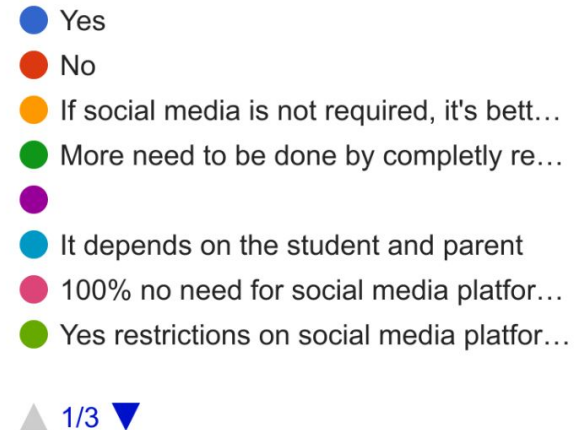 Yes
No
If social media is not required, it's bett...
More need to be done by completly re...
It depends on the student and parent
100% no need for social media platfor...
Yes restrictions on social media platfor...
1/3